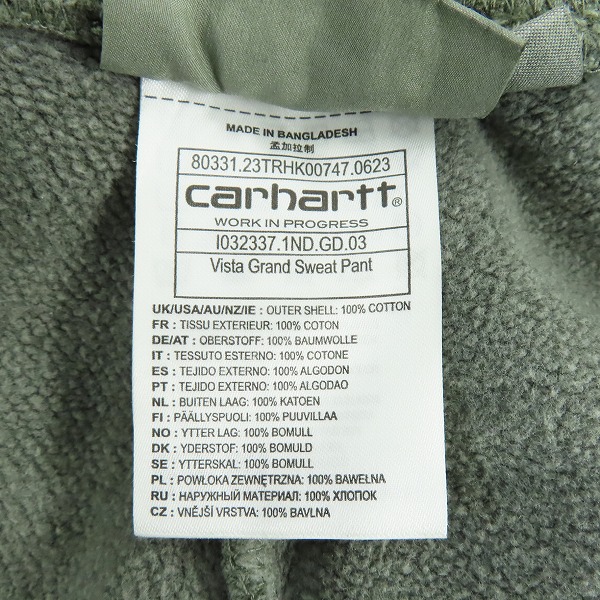 MADE IN BANGLADESH
孟加拉制
80331.23TRHK00747.0623
carhartt®
WORK IN PROGRESS
I032337.1ND.GD.03
Vista Grand Sweat Pant
UK/USA/AU/NZ/IE : OUTER SHELL: 100% COTTON
FR : TISSU EXTERIEUR: 100% COTON
DE/AT : OBERSTOFF: 100% BAUMWOLLE
IT : TESSUTO ESTERNO: 100% COTONE
ES : TEJIDO EXTERNO: 100% ALGODON
PT : TEJIDO EXTERNO: 100% ALGODAO
NL : BUITEN LAAG: 100% KATOEN
FI : PÄÄLLYSPUOLI: 100% PUUVILLAA
NO : YTTER LAG: 100% BOMULL
DK : YDERSTOF: 100% BOMULD
SE : YTTERSKAL: 100% BOMULL
PL : POWŁOKA ZEWNĘTRZNA: 100% BAWEŁNA
RU : НАРУЖНЫЙ МАТЕРИАЛ: 100% ХЛОПОК
CZ : VNĚJŠÍ VRSTVA: 100% BAVLNA